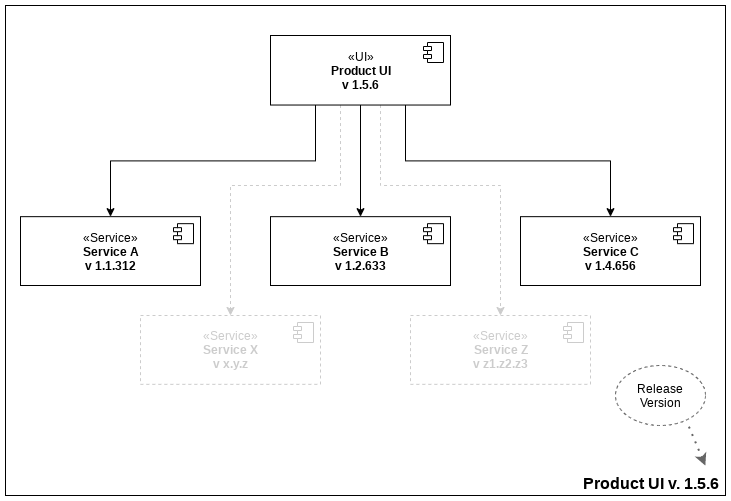 «UI»
Product UI
v 1.5.6
«Service»
Service A
v 1.1.312
«Service»
Service B
v 1.2.633
«Service»
Service C
v 1.4.656
«Service»
Service X
v x.y.z
«Service»
Service Z
v z1.z2.z3
Release
Version
Product UI v. 1.5.6